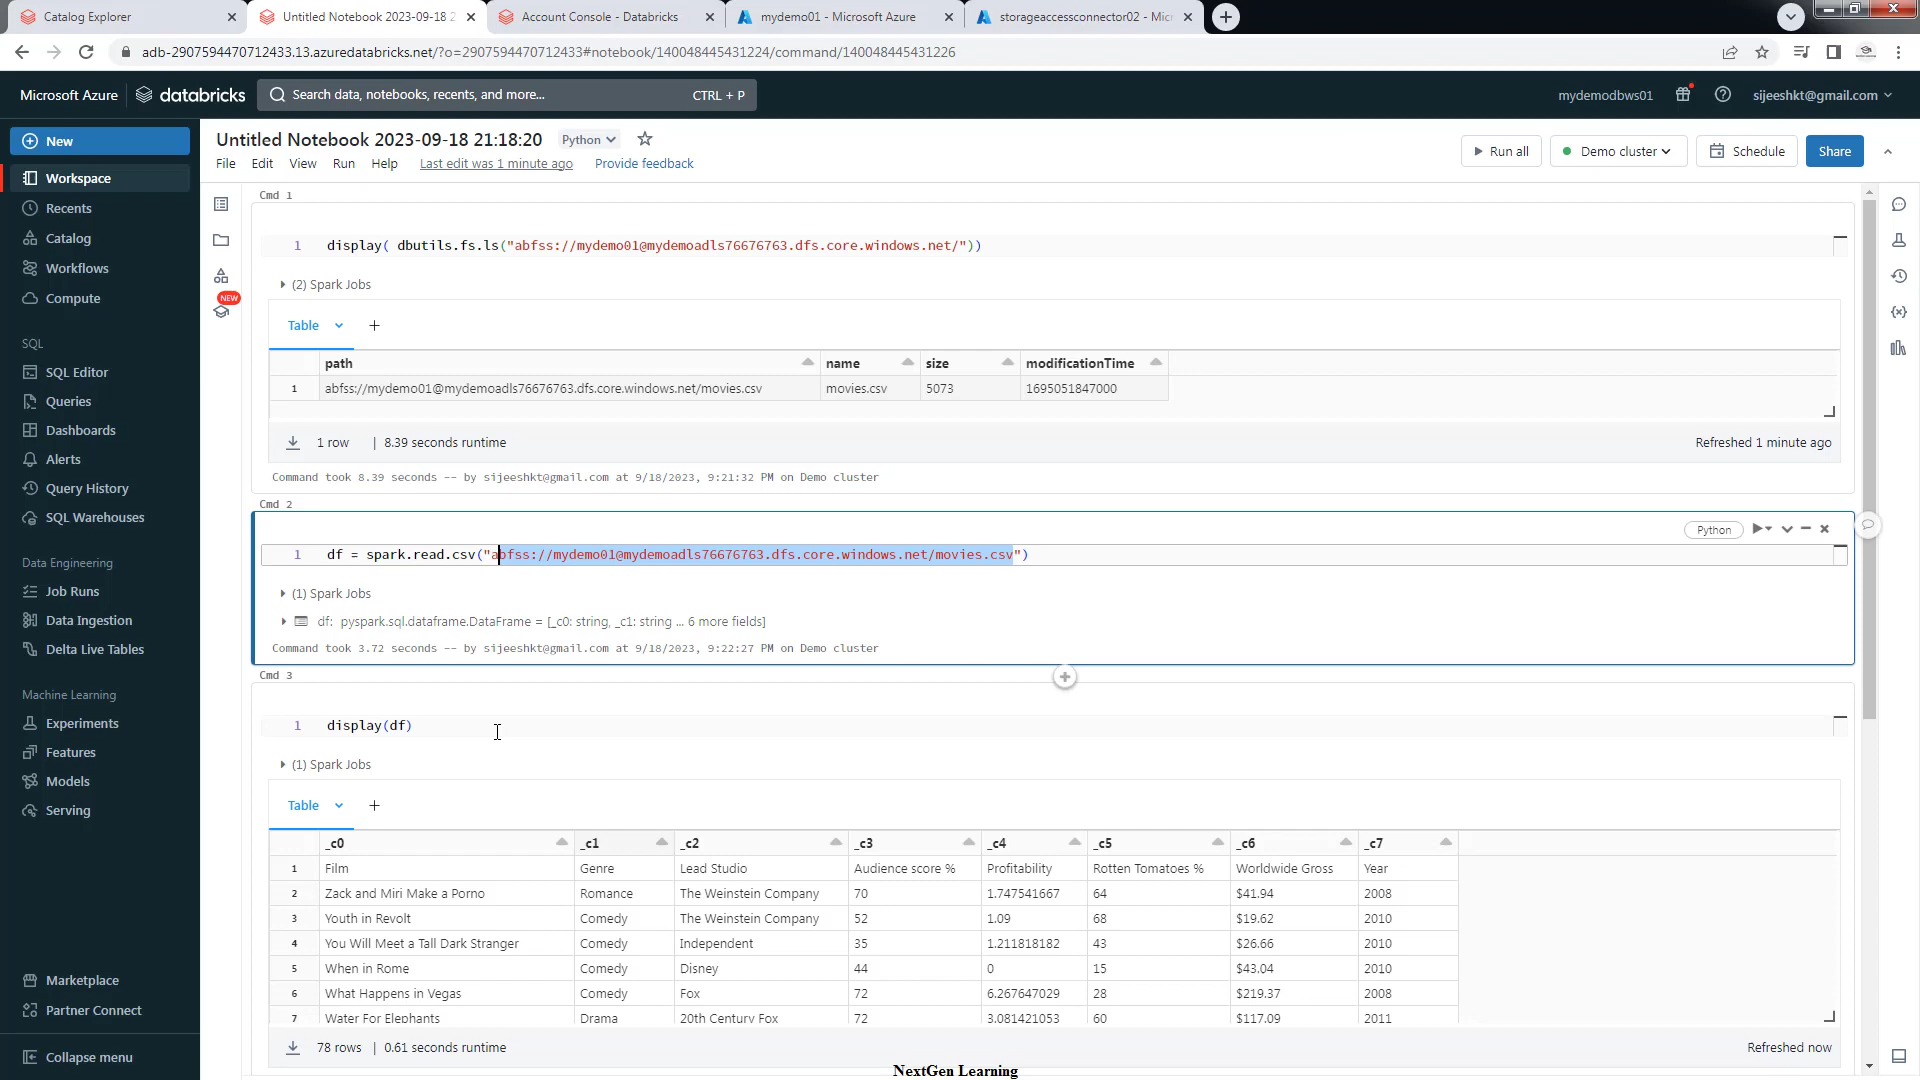 Catalog Explorer
Untitled Notebook 2023-09-18 2
Account Console - Databricks
mydemo01 - Microsoft Azure
storageaccessconnector02 - Mic
adb-2907594470712433.13.azuredatabricks.net/?o=2907594470712433#notebook/140048445431224/command/140048445431226
Microsoft Azure
databricks
Search data, notebooks, recents, and more...
CTRL + P
mydemodbws01
sijeeshkt@gmail.com
New
Workspace
Recents
Catalog
Workflows
Compute
SQL
SQL Editor
Queries
Dashboards
Alerts
Query History
SQL Warehouses
Data Engineering
Job Runs
Data Ingestion
Delta Live Tables
Machine Learning
Experiments
Features
Models
Serving
Marketplace
Partner Connect
Collapse menu
Untitled Notebook 2023-09-18 21:18:20
Python
File Edit View Run Help Last edit was 1 minute ago Provide feedback
Run all
Demo cluster
Schedule
Share
NEW
Cmd 1
1 display( dbutils.fs.ls("abfss://mydemo01@mydemoadls76676763.dfs.core.windows.net/"))
(2) Spark Jobs
Table +
path name size modificationTime
1 abfss://mydemo01@mydemoadls76676763.dfs.core.windows.net/movies.csv movies.csv 5073 1695051847000
1 row | 8.39 seconds runtime
Refreshed 1 minute ago
Command took 8.39 seconds -- by sijeeshkt@gmail.com at 9/18/2023, 9:21:32 PM on Demo cluster
Cmd 2
Python
1 df = spark.read.csv("abfss://mydemo01@mydemoadls76676763.dfs.core.windows.net/movies.csv")
(1) Spark Jobs
df: pyspark.sql.dataframe.DataFrame = [_c0: string, _c1: string ... 6 more fields]
Command took 3.72 seconds -- by sijeeshkt@gmail.com at 9/18/2023, 9:22:27 PM on Demo cluster
Cmd 3
1 display(df)
(1) Spark Jobs
Table +
_c0 _c1 _c2 _c3 _c4 _c5 _c6 _c7
1 Film Genre Lead Studio Audience score % Profitability Rotten Tomatoes % Worldwide Gross Year
2 Zack and Miri Make a Porno Romance The Weinstein Company 70 1.747541667 64 $41.94 2008
3 Youth in Revolt Comedy The Weinstein Company 52 1.09 68 $19.62 2010
4 You Will Meet a Tall Dark Stranger Comedy Independent 35 1.211818182 43 $26.66 2010
5 When in Rome Comedy Disney 44 0 15 $43.04 2010
6 What Happens in Vegas Comedy Fox 72 6.267647029 28 $219.37 2008
7 Water For Elephants Drama 20th Century Fox 72 3.081421053 60 $117.09 2011
78 rows | 0.61 seconds runtime
Refreshed now
NextGen Learning